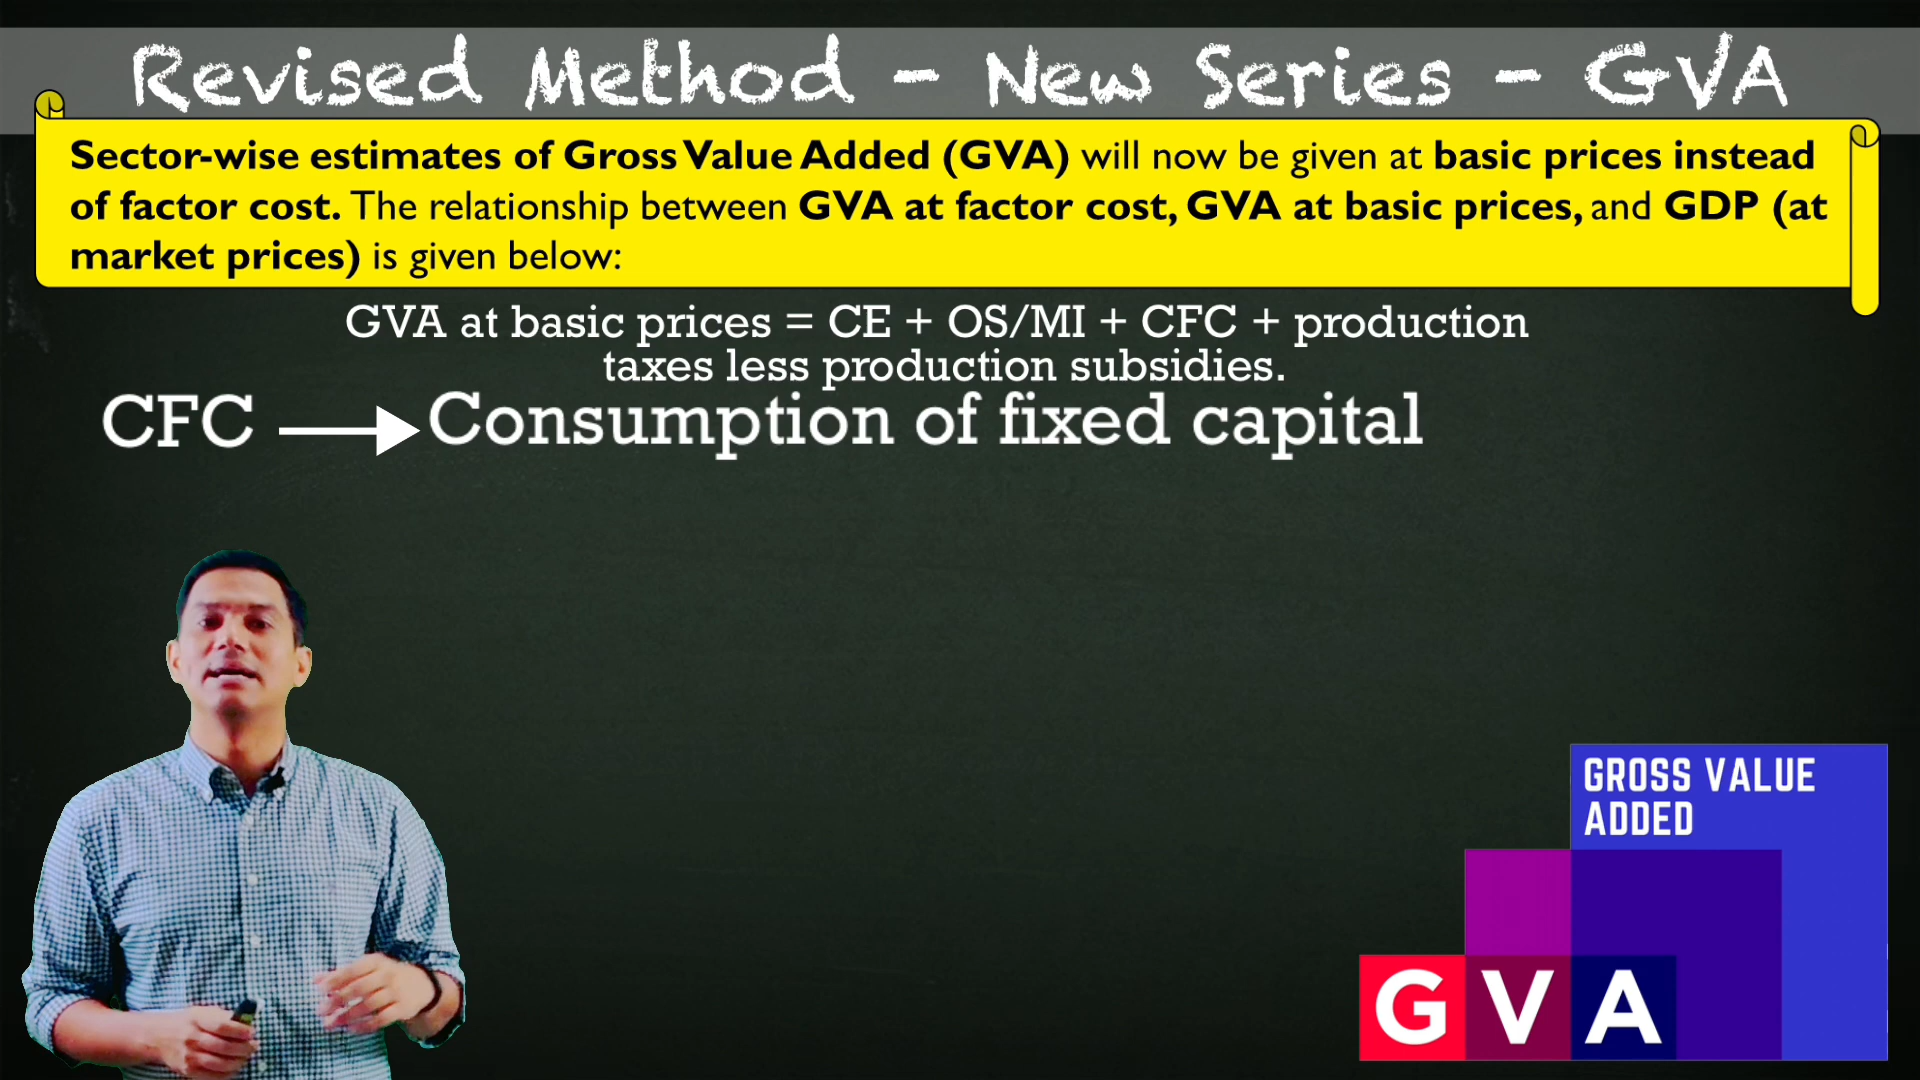 Revised Method - New Series - GVA
Sector-wise estimates of Gross Value Added (GVA) will now be given at basic prices instead
of factor cost. The relationship between GVA at factor cost, GVA at basic prices, and GDP (at
market prices) is given below:
GVA at basic prices = CE + OS/MI + CFC + production
taxes less production subsidies.
CFC → Consumption of fixed capital
GROSS VALUE
ADDED
GVA